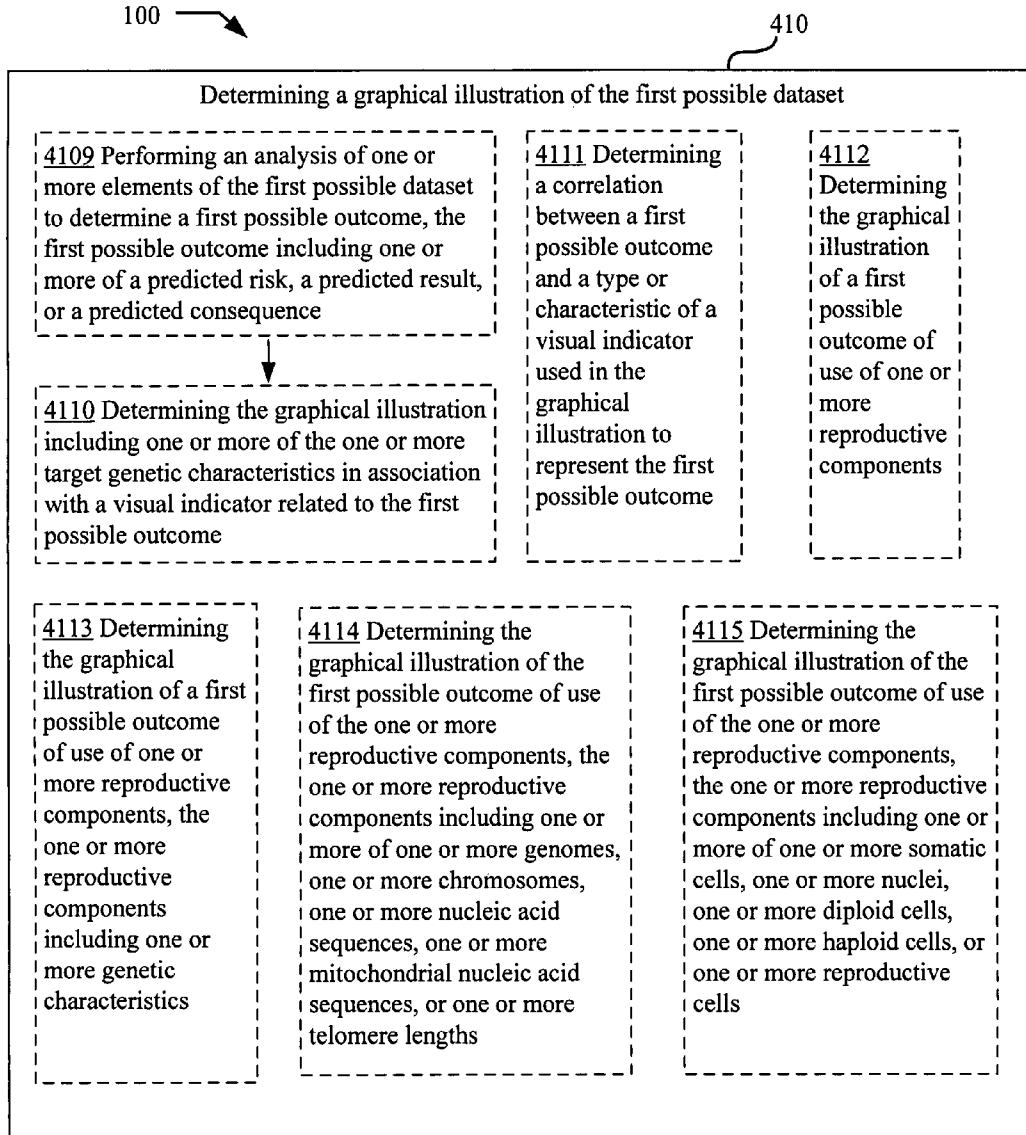 100
410
Determining a graphical illustration of the first possible dataset
4109 Performing an analysis of one or
more elements of the first possible dataset
to determine a first possible outcome, the
first possible outcome including one or
more of a predicted risk, a predicted result,
or a predicted consequence
4110 Determining the graphical illustration
including one or more of the one or more
target genetic characteristics in association
with a visual indicator related to the first
possible outcome
4111 Determining
a correlation
between a first
possible outcome
and a type or
characteristic of a
visual indicator
used in the
graphical
illustration to
represent the first
possible outcome
4112
Determining
the graphical
illustration
of a first
possible
outcome of
use of one or
more
reproductive
components
4113 Determining
the graphical
illustration of a first
possible outcome
of use of one or
more reproductive
components, the
one or more
reproductive
components
including one or
more genetic
characteristics
4114 Determining the
graphical illustration of the
first possible outcome of use
of the one or more
reproductive components, the
one or more reproductive
components including one or
more of one or more genomes,
one or more chromosomes,
one or more nucleic acid
sequences, one or more
mitochondrial nucleic acid
sequences, or one or more
telomere lengths
4115 Determining the
graphical illustration of the
first possible outcome of use
of the one or more
reproductive components,
the one or more reproductive
components including one or
more of one or more somatic
cells, one or more nuclei,
one or more diploid cells,
one or more haploid cells, or
one or more reproductive
cells